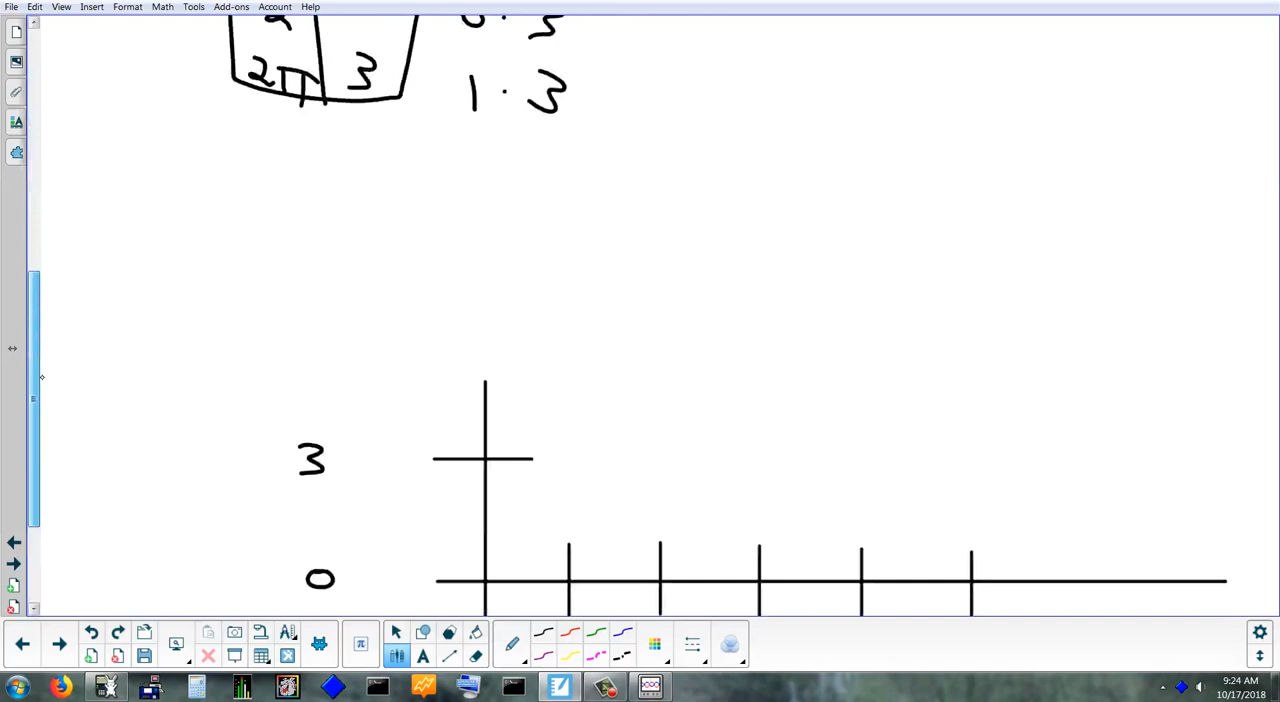 File Edit View Insert Format Math Tools Add-ons Account Help
2π 3 1 · 3
3
0
A
π
9:24 AM
10/17/2018